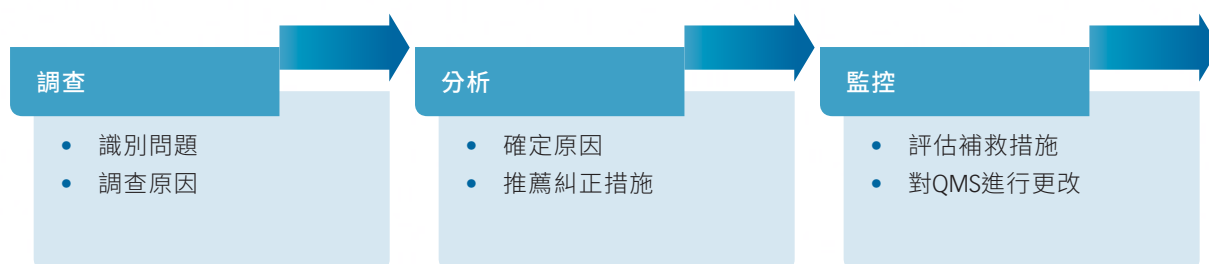 調查
• 識別問題
• 調查原因
分析
• 確定原因
• 推薦糾正措施
監控
• 評估補救措施
• 對QMS進行更改